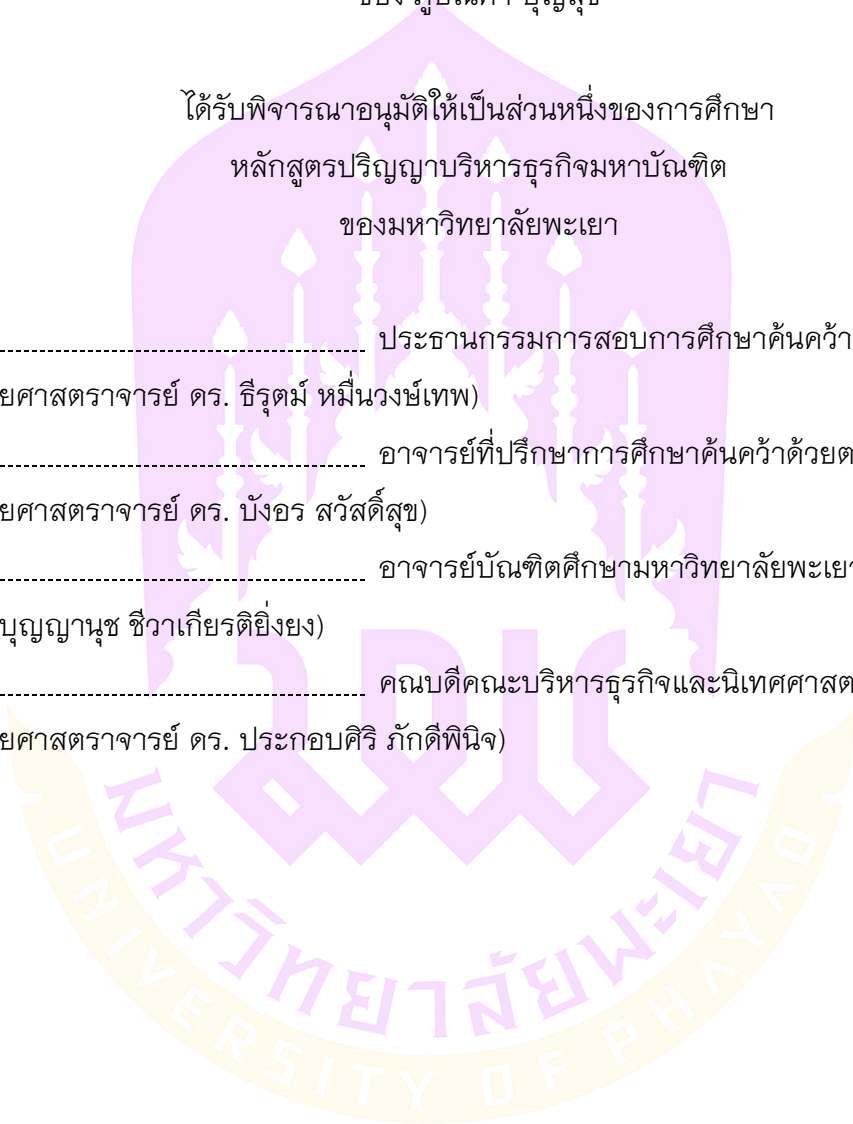 ได้รับพิจารณาอนุมัติให้เป็นส่วนหนึ่งของการศึกษา
หลักสูตรปริญญาบริหารธุรกิจมหาบัณฑิต
ของมหาวิทยาลัยพะเยา
ประธานกรรมการสอบการศึกษาค้นคว้า
ยศาสตราจารย์ ดร. ธีรุตม์ หมื่นวงษ์เทพ)
อาจารย์ที่ปรึกษาการศึกษาค้นคว้าด้วยต
ยศาสตราจารย์ ดร. บังอร สวัสดิ์สุข)
อาจารย์บัณฑิตศึกษามหาวิทยาลัยพะเยา
บุญญานุช ชีวาเกียรติยิ่งยง)
คณบดีคณะบริหารธุรกิจและนิเทศศาสต
ยศาสตราจารย์ ดร. ประกอบศิริ ภักดีพินิจ)
มหาวิทยาลัยพะเยา
UNIVERSITY OF PHAYAO